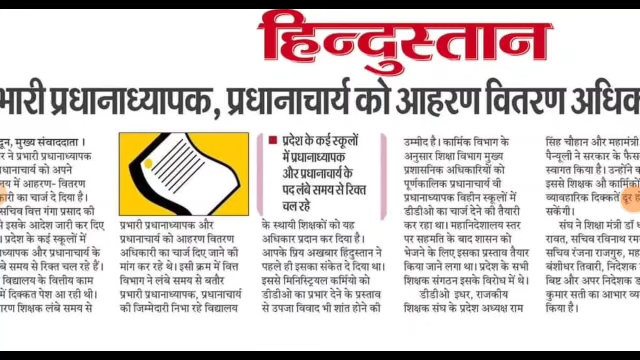 हिन्दुस्तान
भारी प्रधानाध्यापक, प्रधानाचार्य को आहरण वितरण अधिक
दून, मुख्य संवाददाता ।
र ने प्रभारी प्रधानाध्यापक
चार्य को अपने
लय में आहरण- वितरण
का चार्ज दे दिया है।
सचिव वित्त गंगा प्रसाद की
से इसके आदेश जारी कर दिए
। प्रदेश के कई स्कूलों के
यापक और प्रधानाचार्य के
बे समय से रिक्त चल रहे हैं।
विद्यालय के वित्तीय काम
में दिक्कत पेश आ रही थी।
रण शिक्षक लंबे समय से
प्रभारी प्रधानाध्यापक और
प्रधानाचार्य को आहरण वितरण
अधिकारी का चार्ज दिए जाने की
मांग कर रहे थे। इसी क्रम में वित्त
विभाग ने लंबे समय से बतौर
प्रभारी प्रधानाध्यापक, प्रधानाचार्य
की जिम्मेदारी निभा रहे विद्यालय
प्रदेश के कई स्कूलों
में प्रधानाध्यापक
और प्रधानाचार्य के
पद लंबे समय से रिक्त
चल रहे
के स्थायी शिक्षकों को यह
अधिकार प्रदान कर दिया है।
आपके प्रिय अखबार हिंदुस्तान ने
पहले ही इसका संकेत दे दिया था।
इससे मिनिस्ट्रियल कर्मियो को
डीडीओ का प्रभार देने के प्रस्ताव
से उपजा विवाद भी शांत होने की
उम्मीद है। कार्मिक विभाग के
अनुसार शिक्षा विभाग मुख्य
प्रशासनिक अधिकारियों को
पूर्णकालिक प्रधानाचार्य वी
प्रधानाध्यापक विहीन स्कूलों में
डीडीओ का चार्ज देने की तैयारी
कर रहा था। महानिदेशालय स्तर
पर सहमति के बाद शासन को
भेजने के लिए इसका प्रस्ताव तैयार
किया जाने लगा था। प्रदेश के सभी
शिक्षक संगठन इसके विरोध में थे।
डीडीओ इधर, राजकीय
शिक्षक संघ के प्रदेश अध्यक्ष राम
सिंह चौहान और महामंत्री
पैन्यूली ने सरकार के फैस
स्वागत किया है। उन्होंने क
इससे शिक्षक और कार्मिकों
व्यावहारिक दिक्कतें दूर ह
सकेंगी।
संघ ने शिक्षा मंत्री डॉ ध
रावत, सचिव रविनाथ रम
सचिव रंजना राजगुरु, महा
बंशीधर तिवारी, निदेशक
बिष्ट और अपर निदेशक ड
कुमार सती का आभार व्य
किया है।